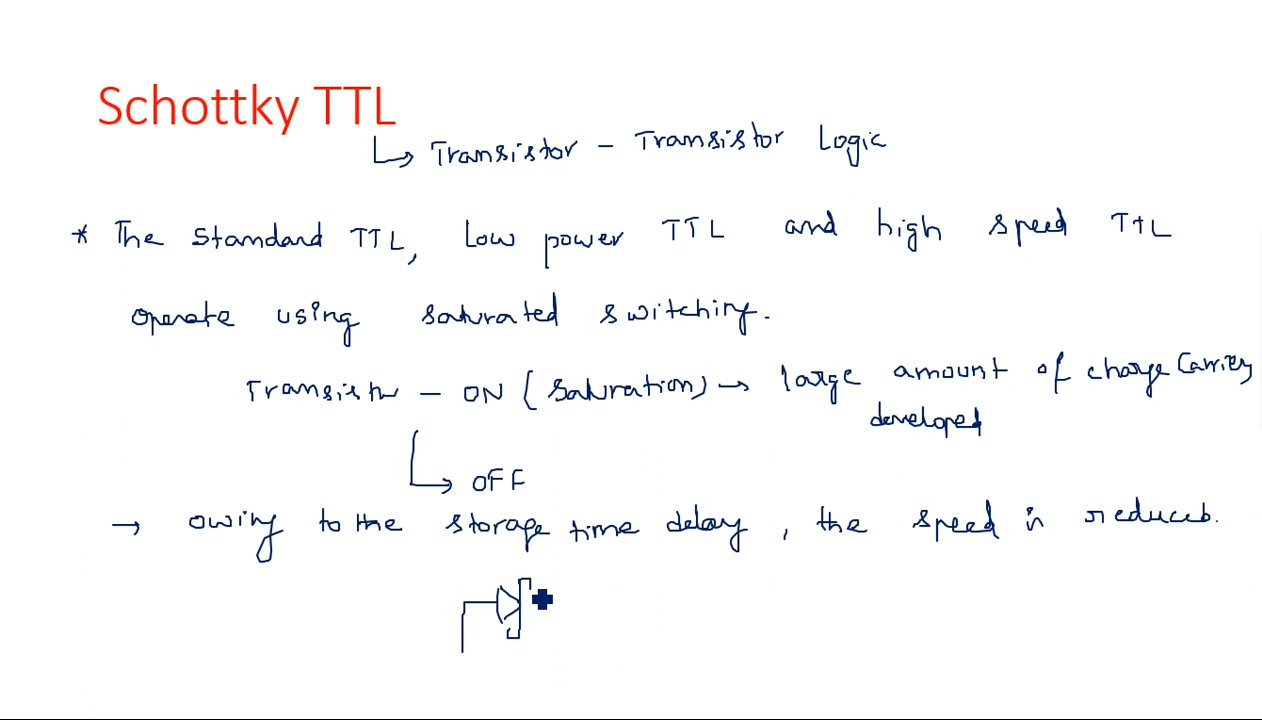 Schottky TTL
↳ Transistor - Transistor Logic
* The standard TTL, Low power TTL and high speed TTL
operate using saturated switching.
Transistor - ON (Saturation) → large amount of charge Carriers
developed
↳ OFF
→ owing to the storage time delay, the speed is reduced.